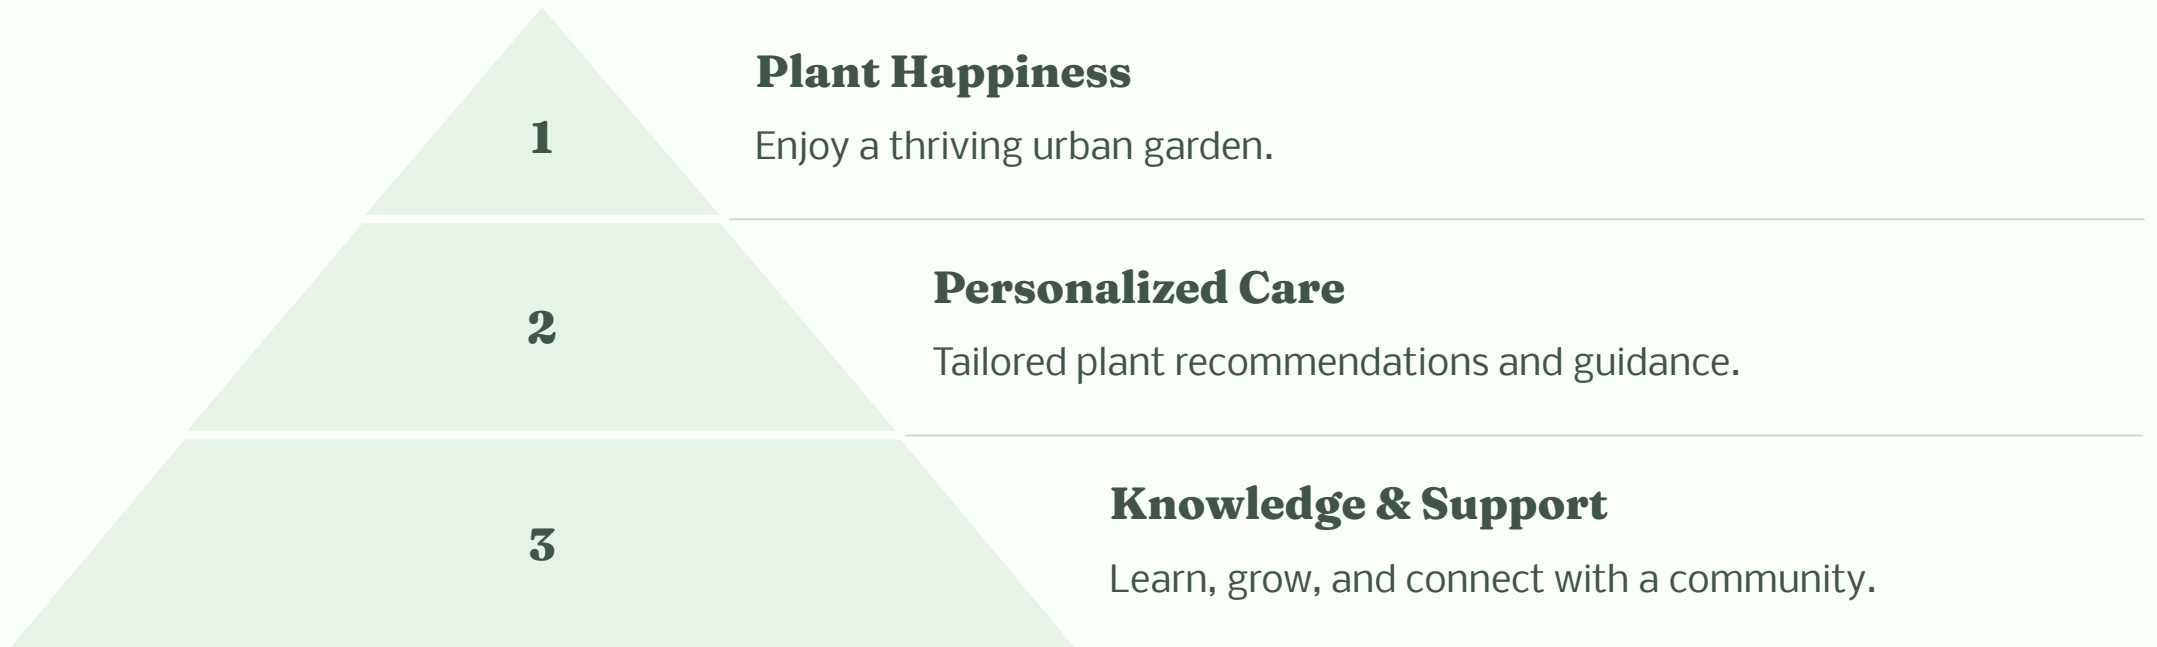 1
Plant Happiness
Enjoy a thriving urban garden.
2
Personalized Care
Tailored plant recommendations and guidance.
3
Knowledge & Support
Learn, grow, and connect with a community.